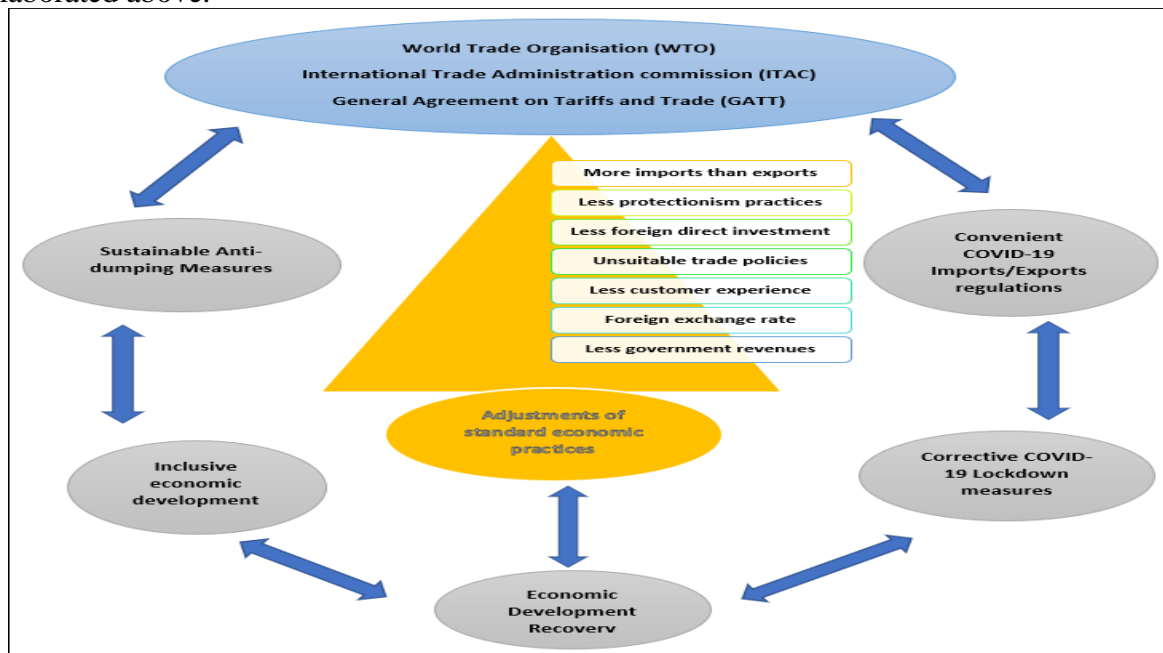 laborated above.
World Trade Organisation (WTO)
International Trade Administration commission (ITAC)
General Agreement on Tariffs and Trade (GATT)
More imports than exports
Less protectionism practices
Less foreign direct investment
Unsuitable trade policies
Less customer experience
Foreign exchange rate
Less government revenues
Sustainable Anti-
dumping Measures
Convenient
COVID-19
Imports/Exports
regulations
Adjustments of
standard economic
practices
Inclusive
economic
development
Corrective COVID-
19 Lockdown
measures
Economic
Development
Recovery